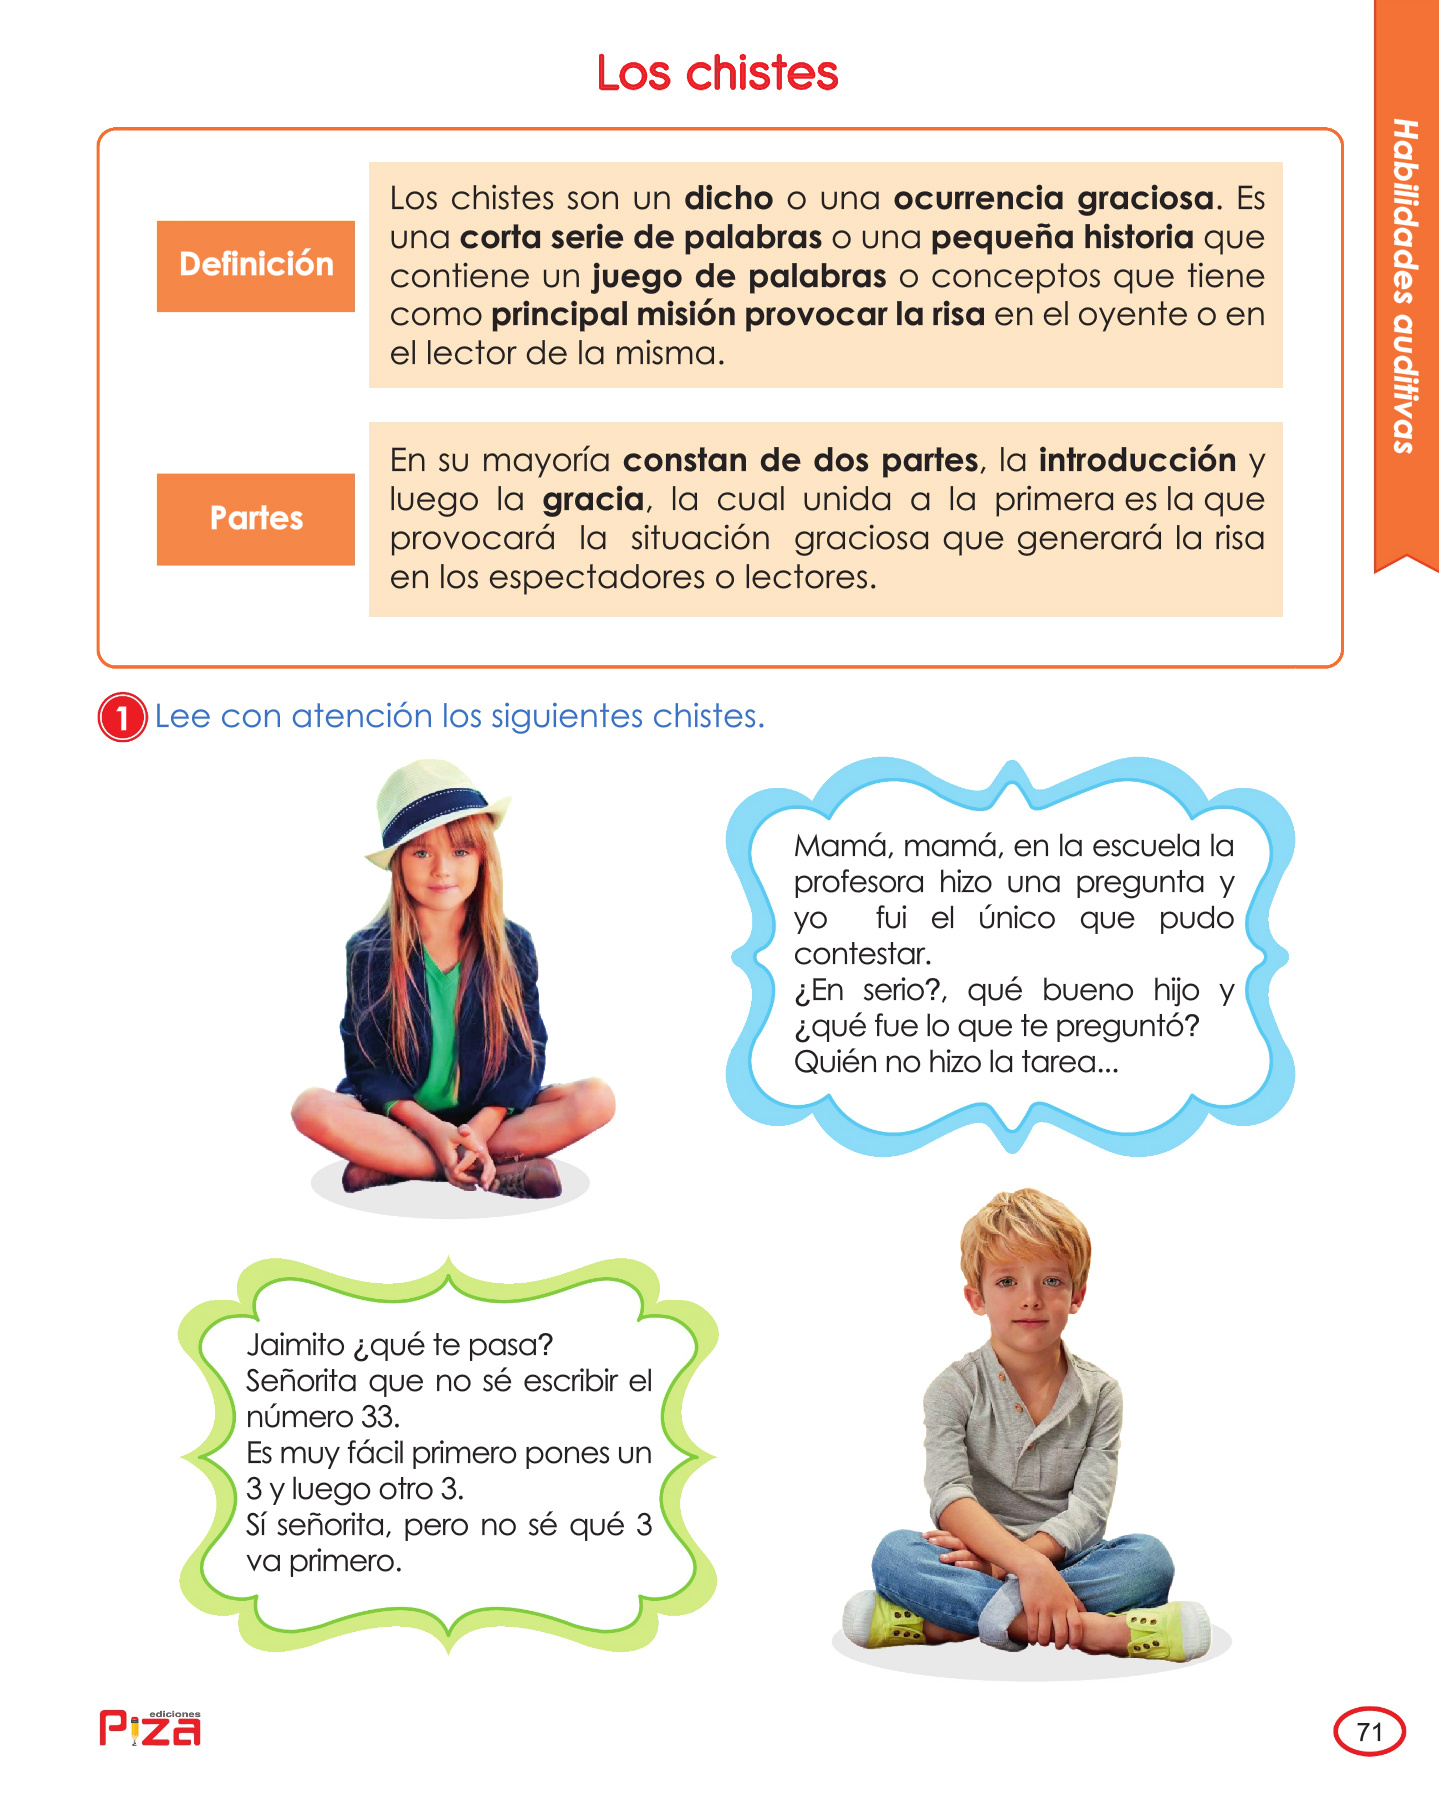 Los chistes
Habilidades auditivas
Definición
Los chistes son un dicho o una ocurrencia graciosa. Es
una corta serie de palabras o una pequeña historia que
contiene un juego de palabras o conceptos que tiene
como principal misión provocar la risa en el oyente o en
el lector de la misma.
Partes
En su mayoría constan de dos partes, la introducción y
luego la gracia, la cual unida a la primera es la que
provocará la situación graciosa que generará la risa
en los espectadores o lectores.
1 Lee con atención los siguientes chistes.
Mamá, mamá, en la escuela la
profesora hizo una pregunta y
yo fui el único que pudo
contestar.
¿En serio?, qué bueno hijo y
¿qué fue lo que te preguntó?
Quién no hizo la tarea...
Jaimito ¿qué te pasa?
Señorita que no sé escribir el
número 33.
Es muy fácil primero pones un
3 y luego otro 3.
Sí señorita, pero no sé qué 3
va primero.
ediciones
Piza
71